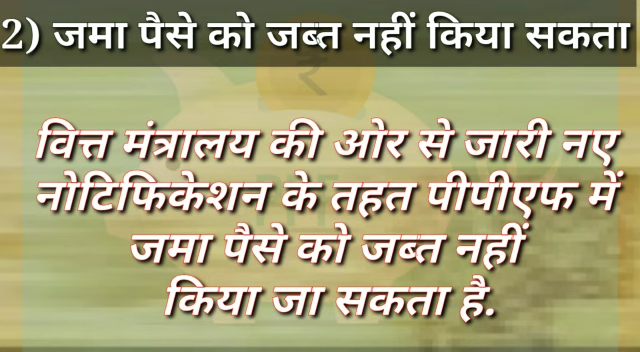 2) जमा पैसे को जब्त नहीं किया सकता
वित्त मंत्रालय की ओर से जारी नए
नोटिफिकेशन के तहत पीपीएफ में
जमा पैसे को जब्त नहीं
किया जा सकता है.